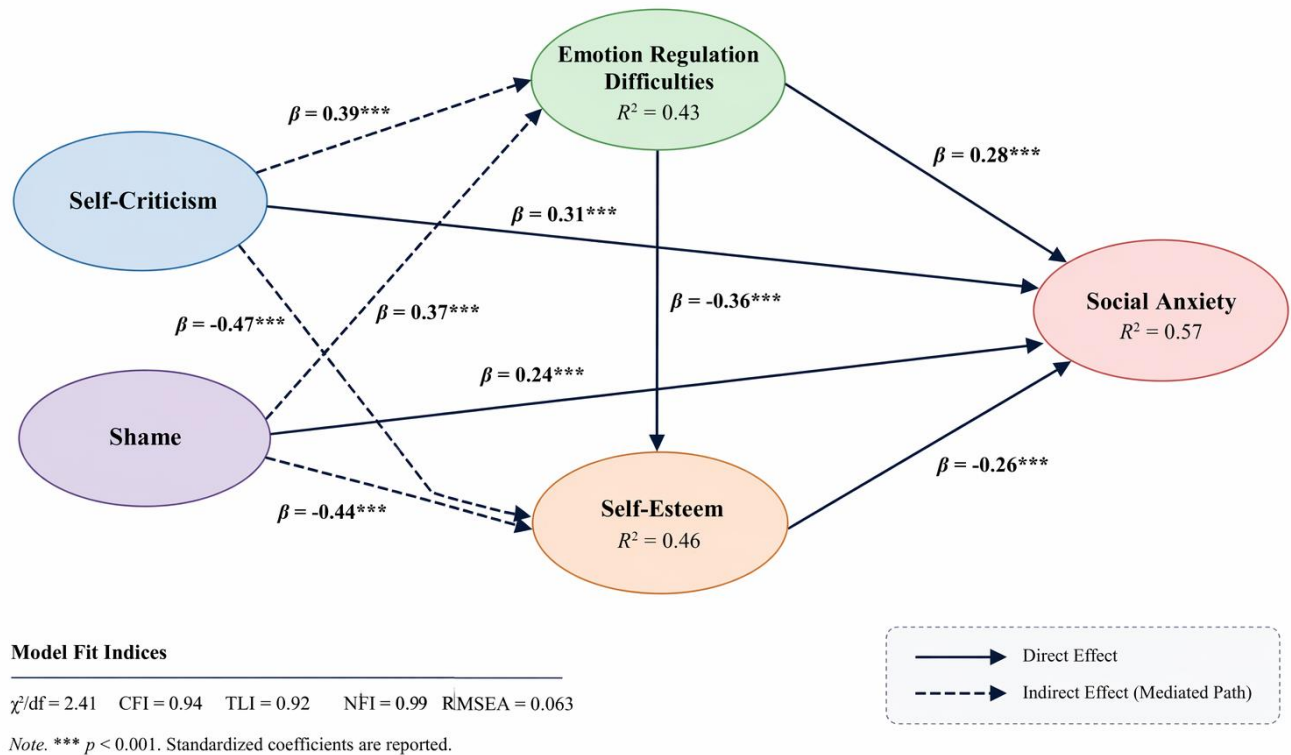 Emotion Regulation
Difficulties
R² = 0.43
β = 0.39***
Self-Criticism
β = 0.28***
β = 0.31***
Social Anxiety
R² = 0.57
β = -0.36***
β = 0.37***
β = -0.47***
β = 0.24***
Shame
β = -0.26***
β = -0.44***
Self-Esteem
R² = 0.46
Model Fit Indices
χ²/df = 2.41 CFI = 0.94 TLI = 0.92 NFI = 0.99 RMSEA = 0.063
Note. *** p < 0.001. Standardized coefficients are reported.
Direct Effect
Indirect Effect (Mediated Path)